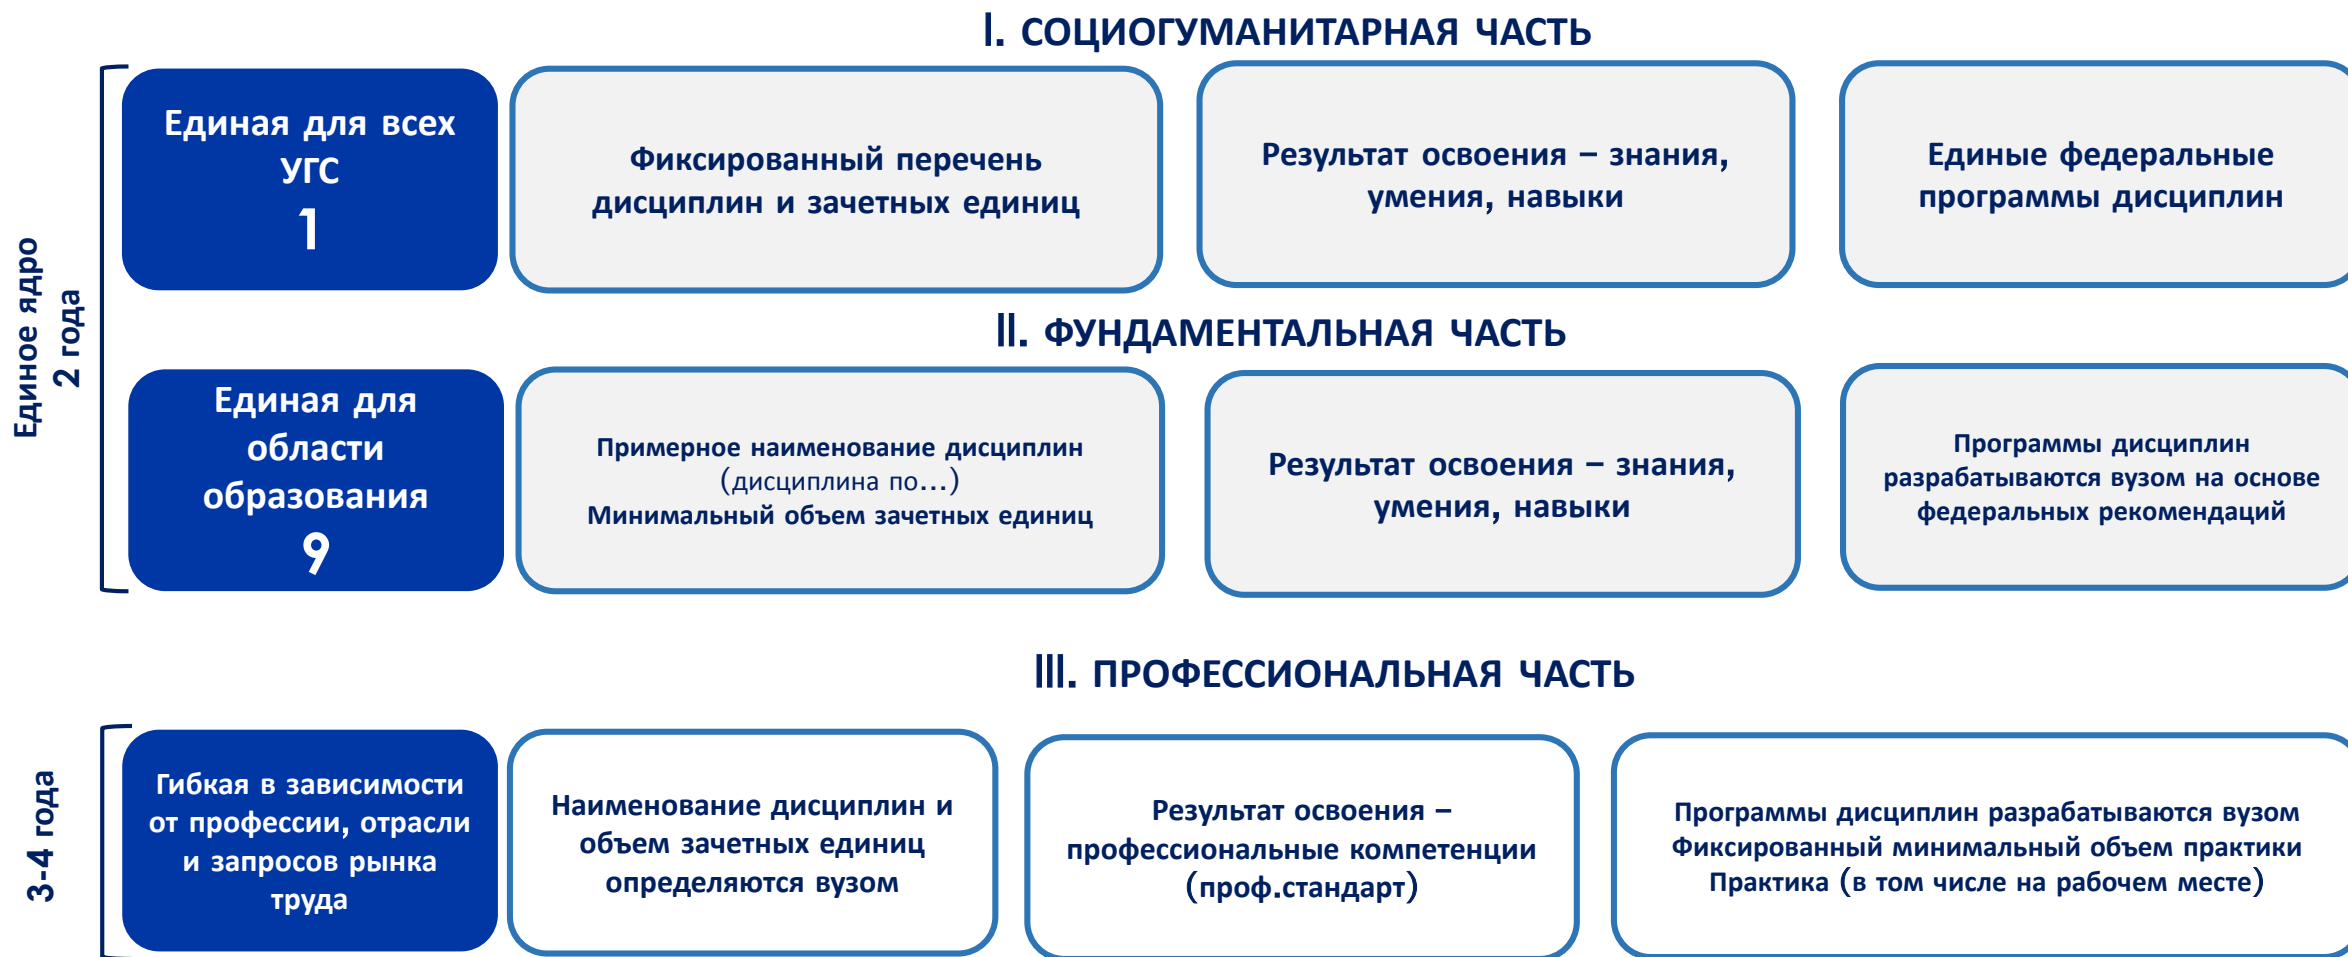 I. СОЦИОГУМАНИТАРНАЯ ЧАСТЬ
Единое ядро
2 года
Единая для всех
УГС
1
Фиксированный перечень
дисциплин и зачетных единиц
Результат освоения – знания,
умения, навыки
Единые федеральные
программы дисциплин
II. ФУНДАМЕНТАЛЬНАЯ ЧАСТЬ
Единая для
области
образования
9
Примерное наименование дисциплин
(дисциплина по...)
Минимальный объем зачетных единиц
Результат освоения – знания,
умения, навыки
Программы дисциплин
разрабатываются вузом на основе
федеральных рекомендаций
III. ПРОФЕССИОНАЛЬНАЯ ЧАСТЬ
3-4 года
Гибкая в зависимости
от профессии, отрасли
и запросов рынка
труда
Наименование дисциплин и
объем зачетных единиц
определяются вузом
Результат освоения –
профессиональные компетенции
(проф.стандарт)
Программы дисциплин разрабатываются вузом
Фиксированный минимальный объем практики
Практика (в том числе на рабочем месте)